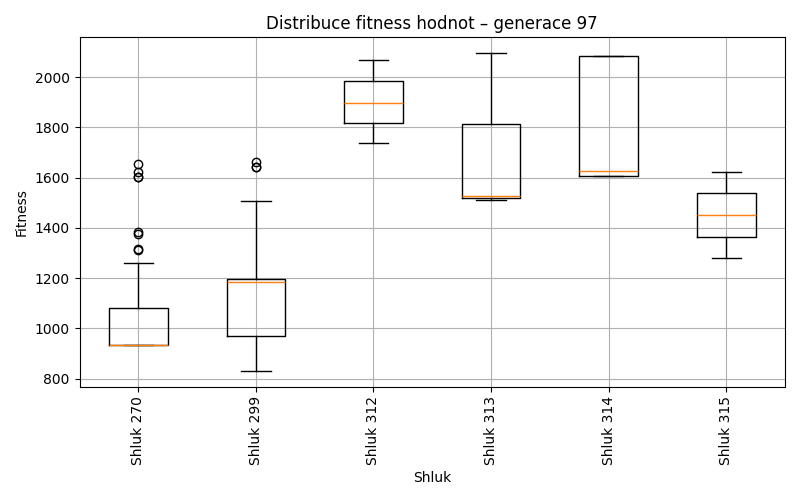 Distribuce fitness hodnot – generace 97
Fitness
2000
1800
1600
1400
1200
1000
800
Shluk 270
Shluk 299
Shluk 312
Shluk 313
Shluk 314
Shluk 315
Shluk